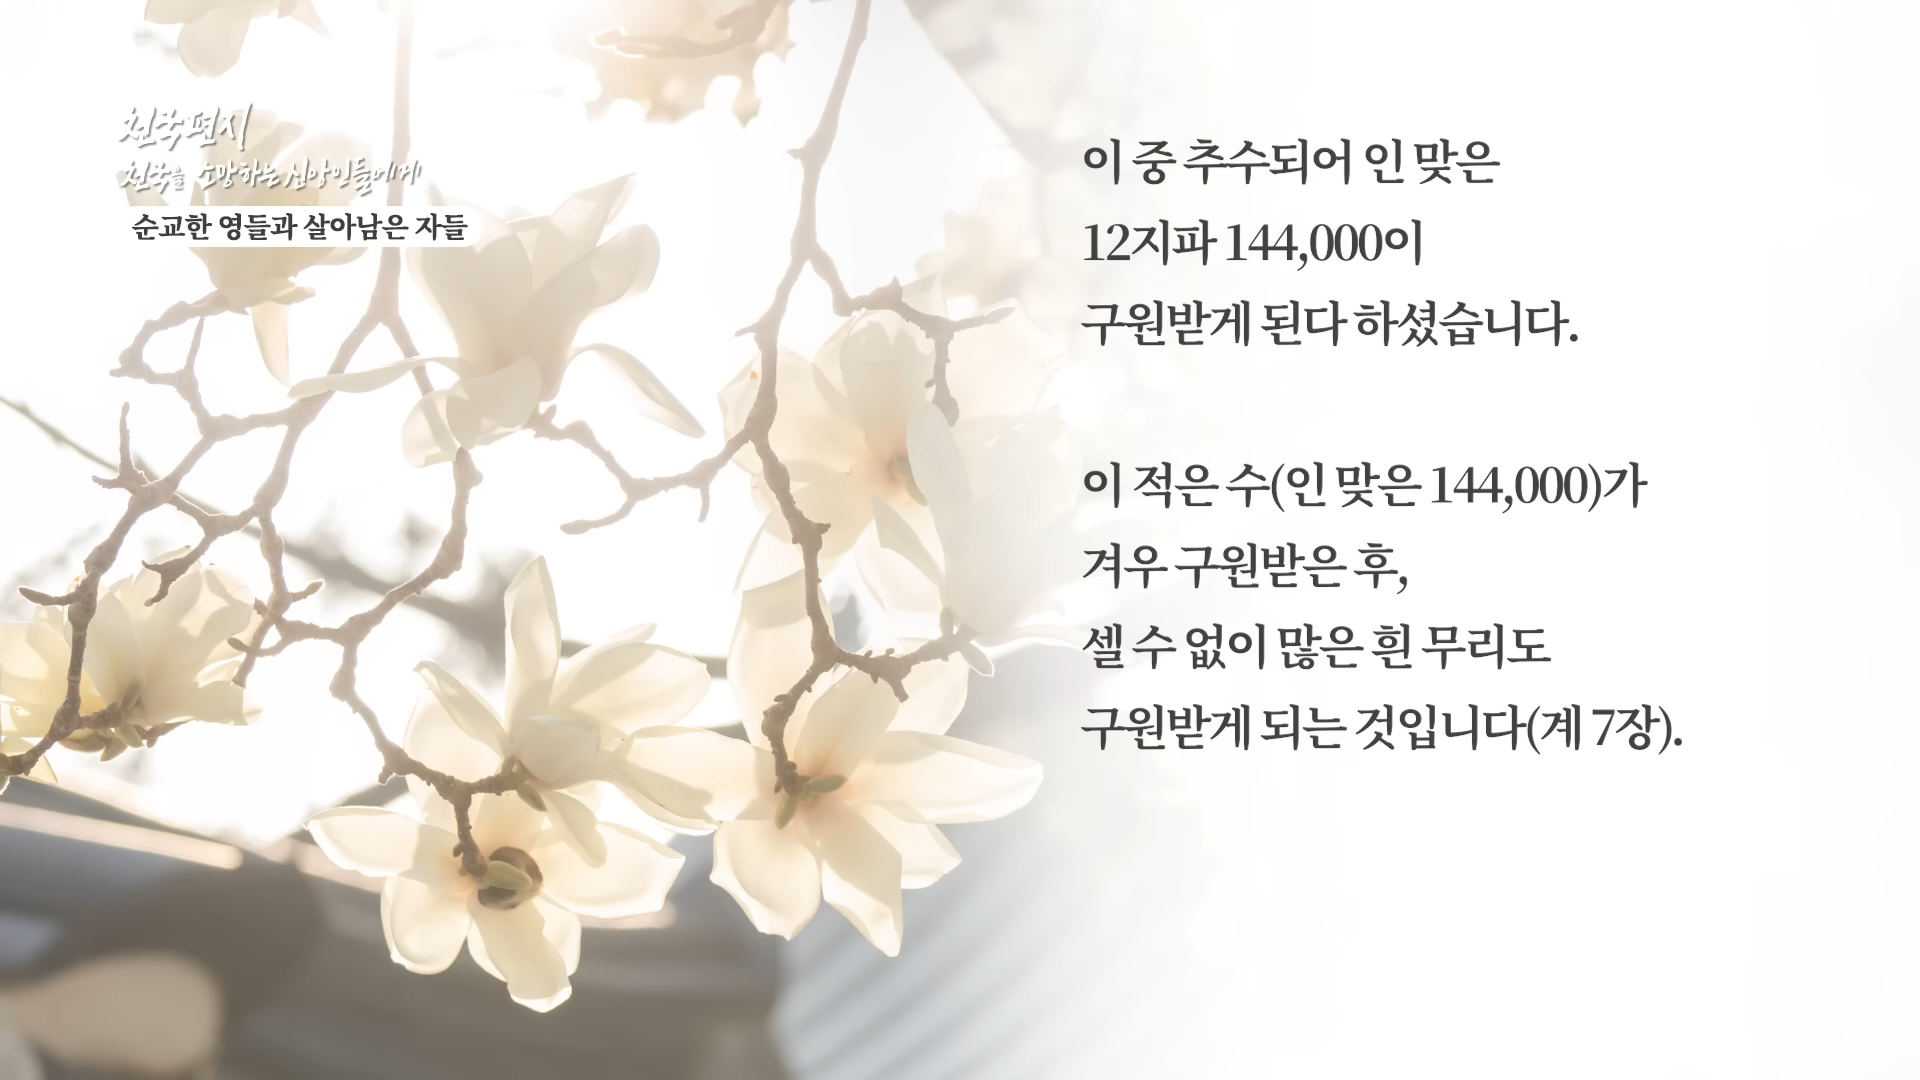 천국편지
천국을 소망하는 신앙인들에게
순교한 영들과 살아남은 자들
이 중 추수되어 인 맞은
12지파 144,000이
구원받게 된다 하셨습니다.
이 적은 수(인 맞은 144,000)가
겨우 구원받은 후,
셀 수 없이 많은 흰 무리도
구원받게 되는 것입니다(계 7장).